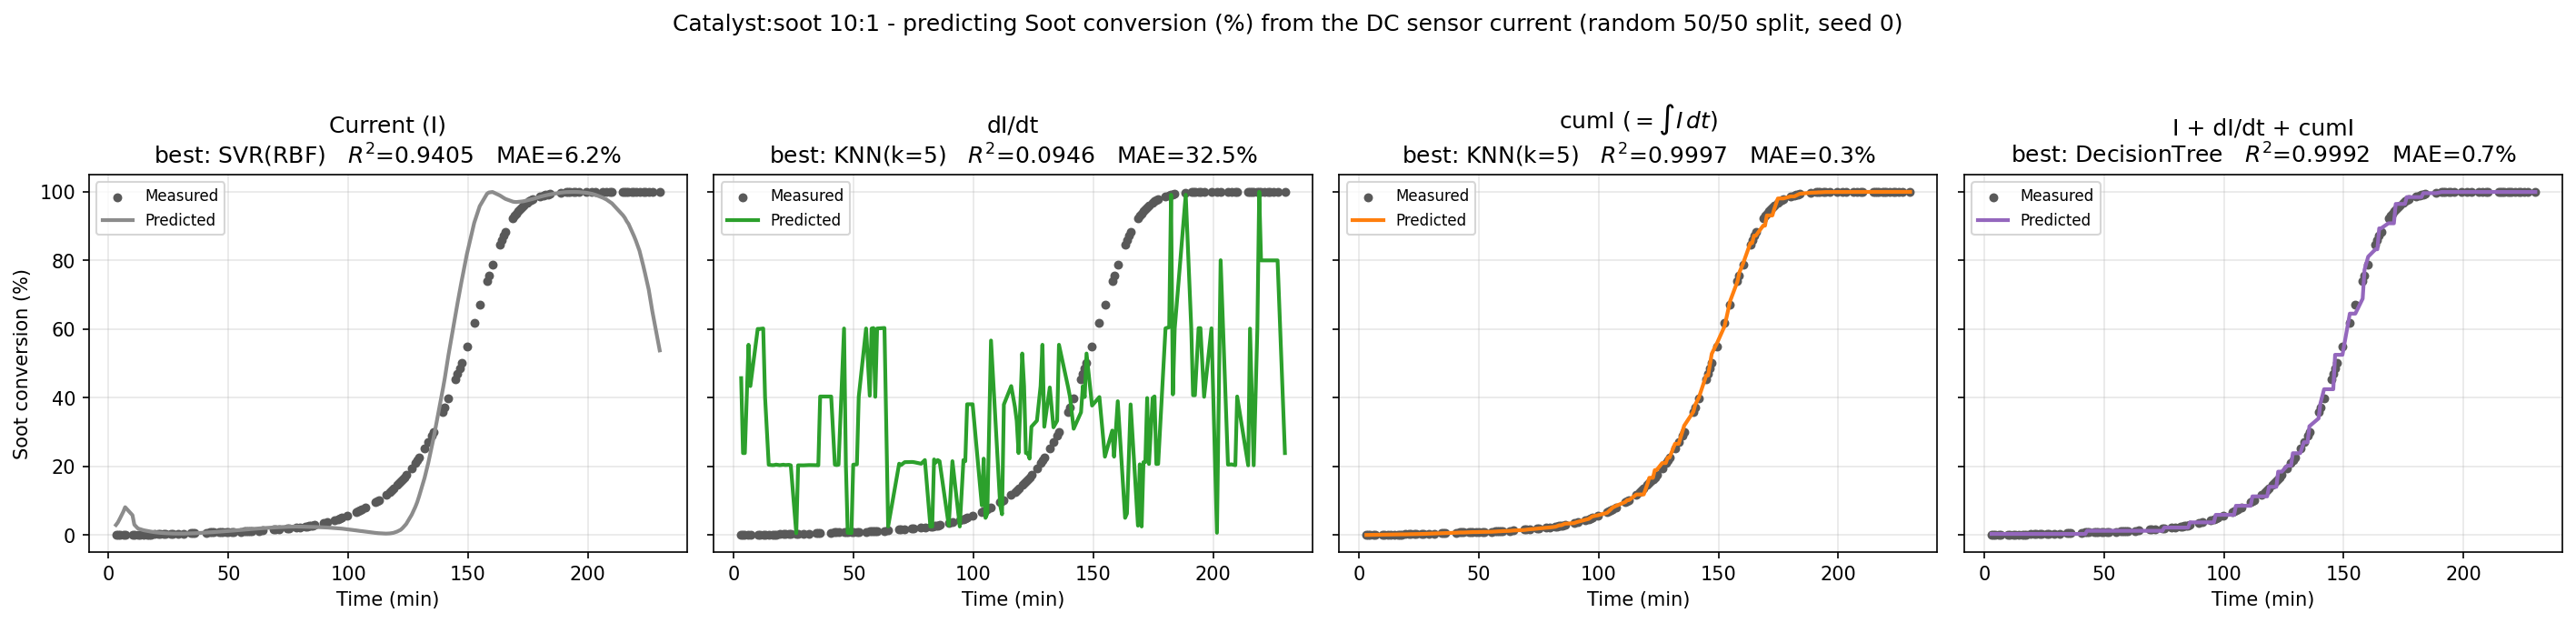 Catalyst:soot 10:1 - predicting Soot conversion (%) from the DC sensor current (random 50/50 split, seed 0)
Current (I)
best: SVR(RBF) R²=0.9405 MAE=6.2%
Measured
Predicted
100
80
60
40
20
0
Soot conversion (%)
0 50 100 150 200
Time (min)
dI/dt
best: KNN(k=5) R²=0.0946 MAE=32.5%
Measured
Predicted
0 50 100 150 200
Time (min)
cumI (=∫I dt)
best: KNN(k=5) R²=0.9997 MAE=0.3%
Measured
Predicted
0 50 100 150 200
Time (min)
I + dI/dt + cumI
best: DecisionTree R²=0.9992 MAE=0.7%
Measured
Predicted
0 50 100 150 200
Time (min)